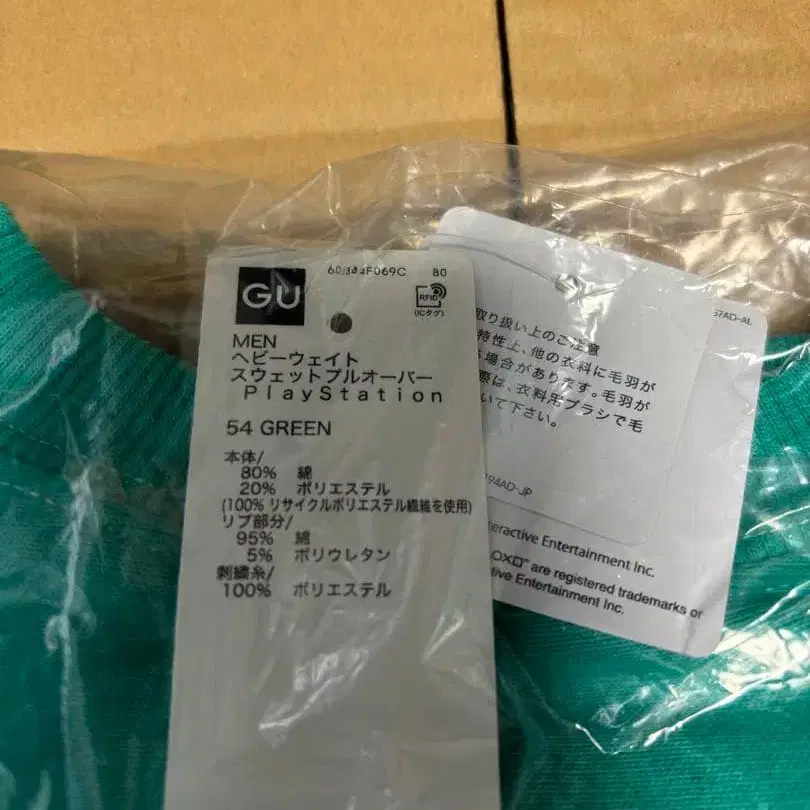 GU
80
RFID
(ICタグ)
MEN
ヘビーウェイト
スウェットプルオーバー
PlayStation
54 GREEN
本体/
80% 綿
20% ポリエステル
(100% リサイクルポリエステル繊維を使用)
リブ部分/
95% 綿
5% ポリウレタン
刺繍糸/
100% ポリエステル
取り扱い上のご注意
特性上、他の衣料に毛羽が
場合があります。毛羽が
際は、衣料用ブラシで毛
いて下さい。
194AD-JP
57AD-AL
teractive Entertainment Inc.
are registered trademarks or
ctive Entertainment Inc.